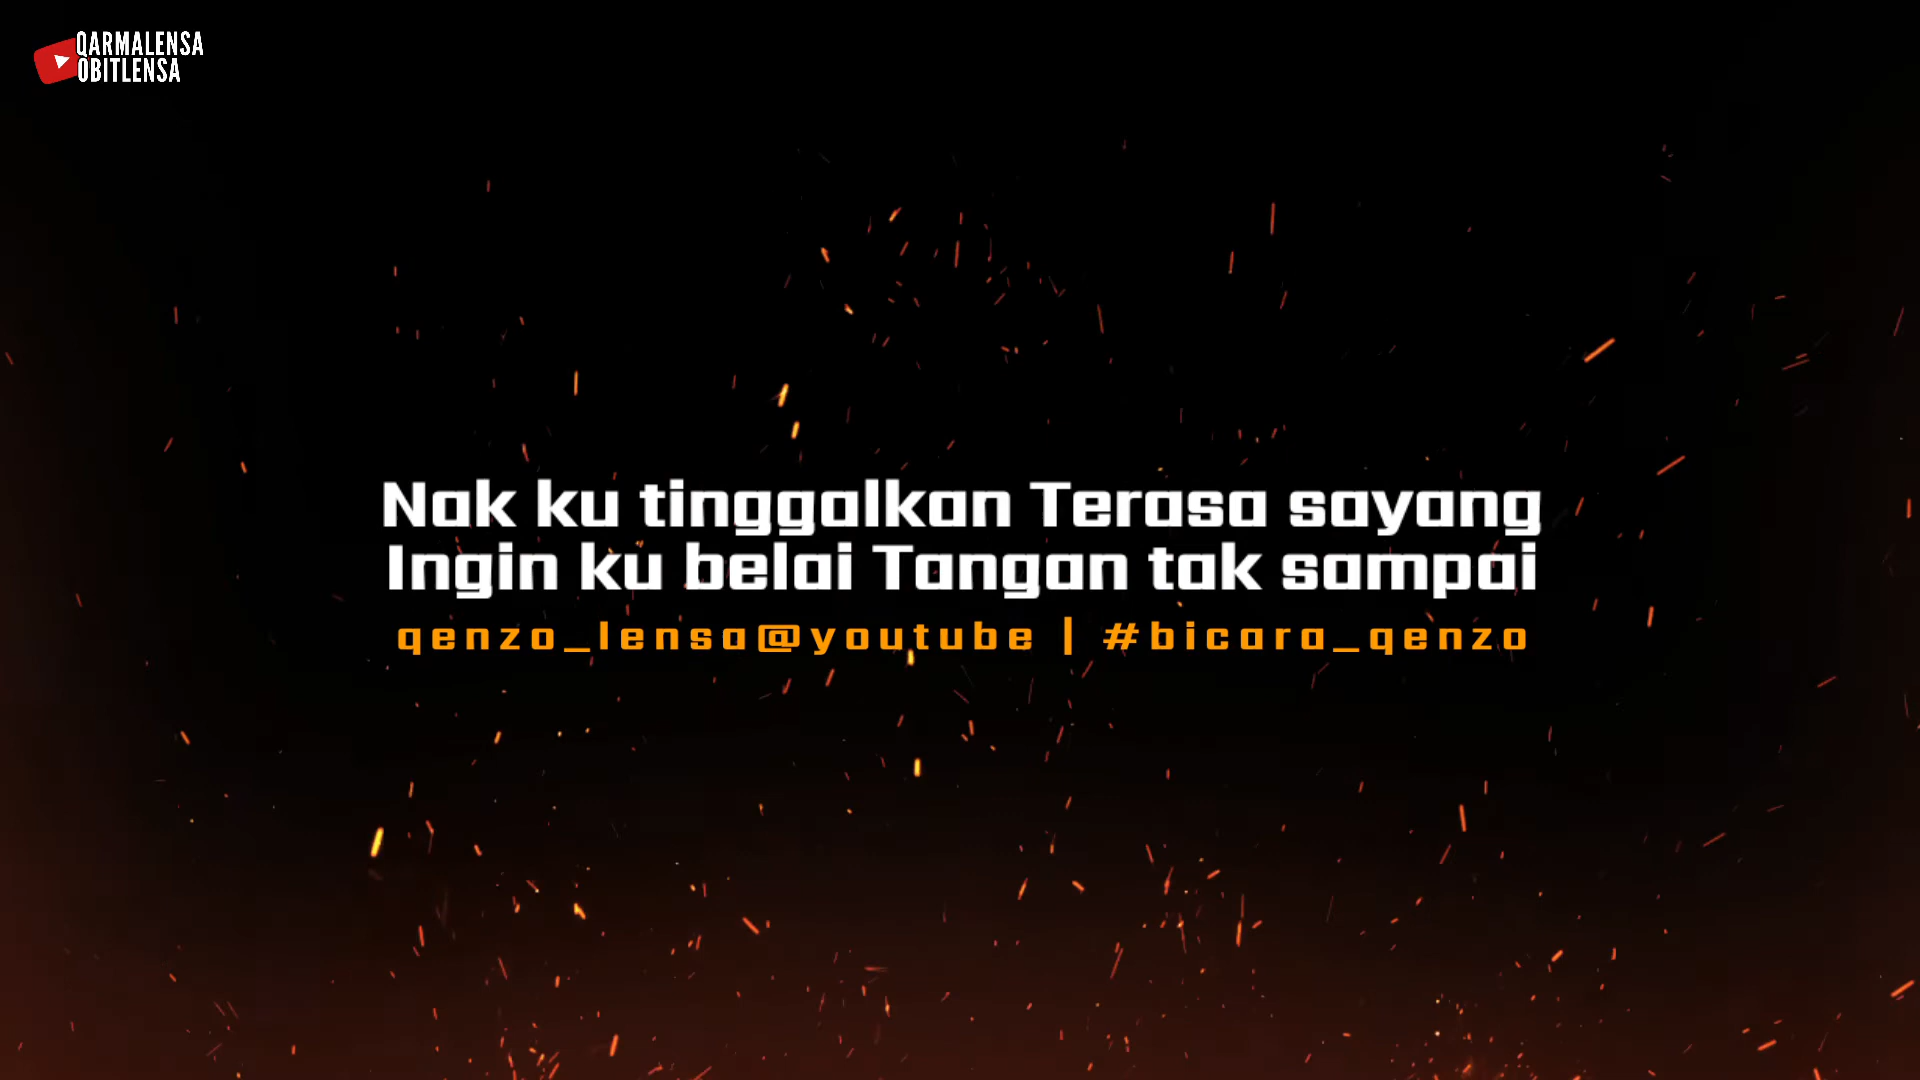 QARMALENSA
OBITLENSA
Nak ku tinggalkan Terasa sayang
Ingin ku belai Tangan tak sampai
qenzo_lensa@youtube | #bicara_qenzo